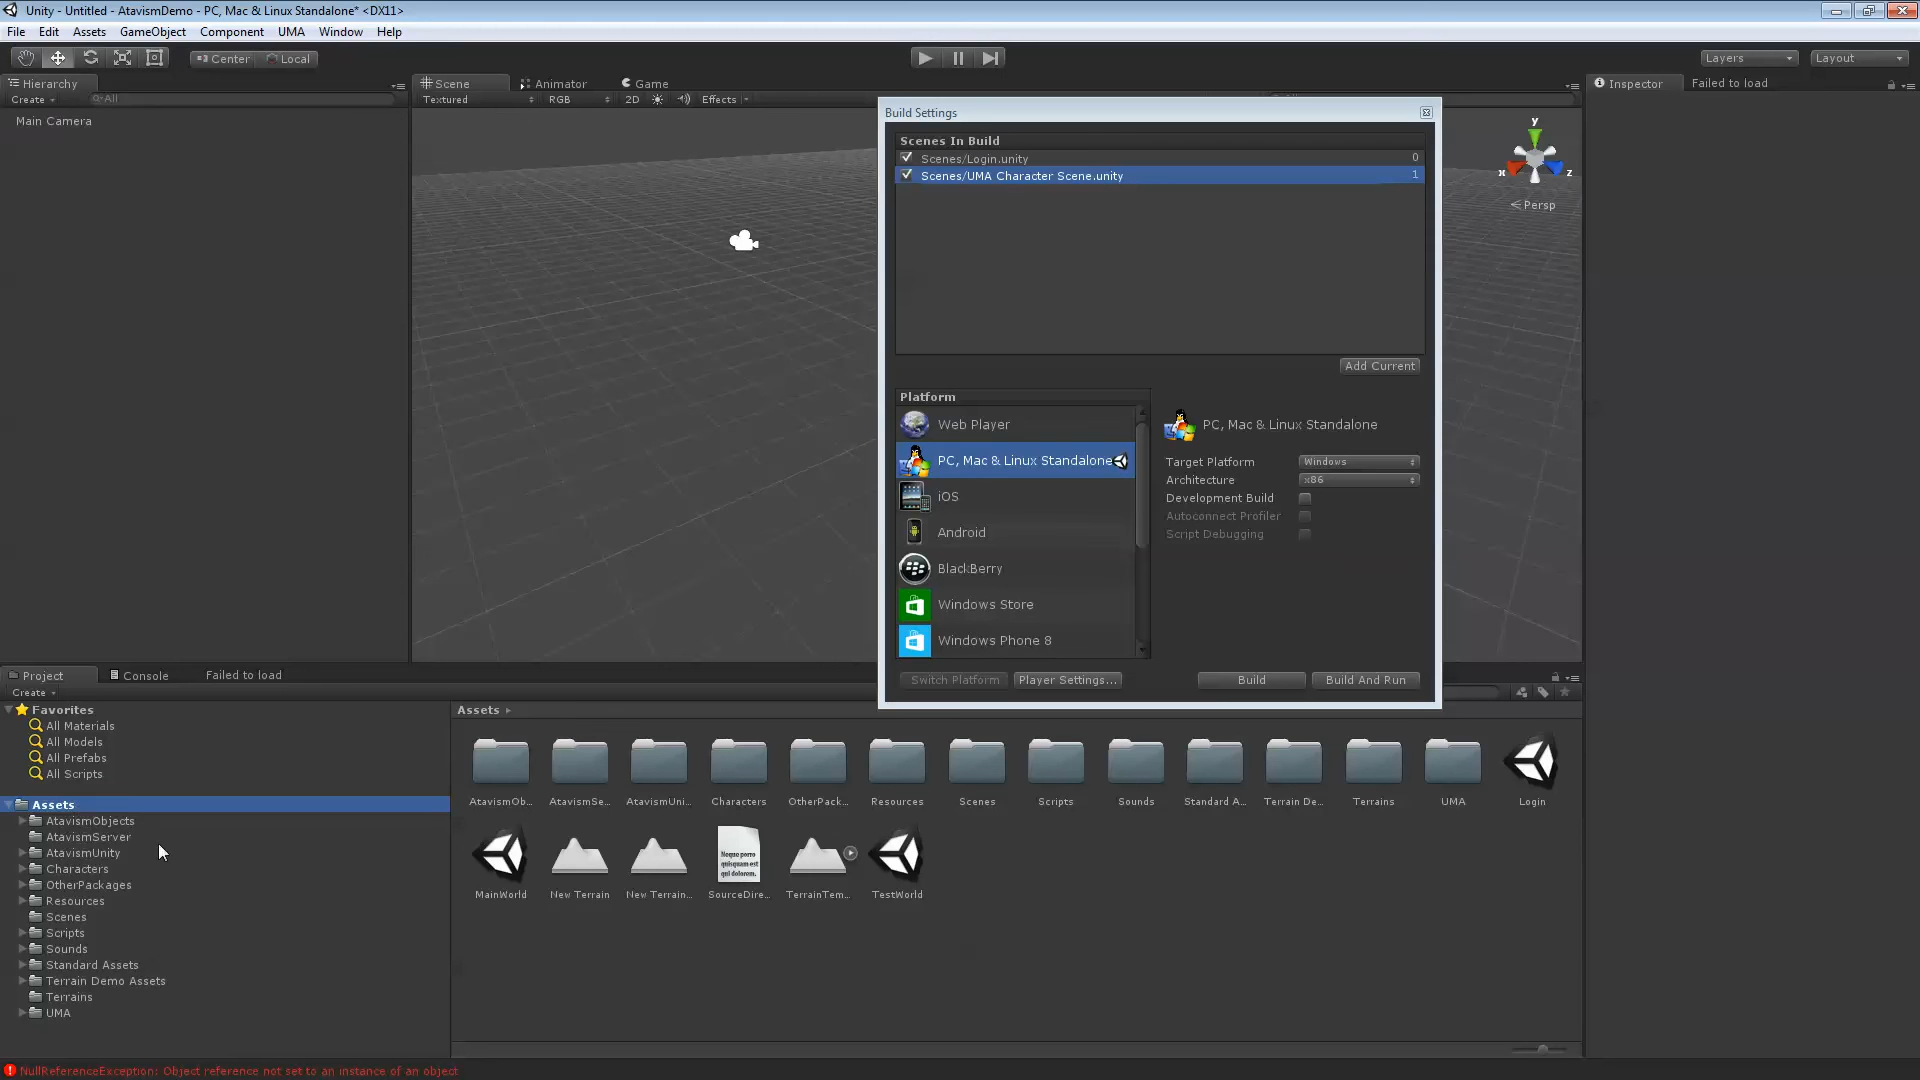 Unity - Untitled - AtavismDemo - PC, Mac & Linux Standalone* <DX11>
File Edit Assets GameObject Component UMA Window Help
Center Local Layers Layout
Hierarchy
Create All
Main Camera
Scene Animator Game
Textured RGB 2D Effects
y
x z
Persp
Inspector Failed to load
Build Settings
Scenes In Build
Scenes/Login.unity 0
Scenes/UMA Character Scene.unity 1
Add Current
Platform
Web Player
PC, Mac & Linux Standalone
iOS
Android
BlackBerry
Windows Store
Windows Phone 8
PC, Mac & Linux Standalone
Target Platform Windows
Architecture x86
Development Build
Autoconnect Profiler
Script Debugging
Switch Platform Player Settings... Build Build And Run
Project Console Failed to load
Create
Favorites
All Materials
All Models
All Prefabs
All Scripts
Assets
AtavismObjects
AtavismServer
AtavismUnity
Characters
OtherPackages
Resources
Scenes
Scripts
Sounds
Standard Assets
Terrain Demo Assets
Terrains
UMA
Assets
AtavismOb... AtavismSe... AtavismUni... Characters OtherPack... Resources Scenes Scripts Sounds Standard A... Terrain De... Terrains UMA Login
Neque porro quisquam est qui dolorem.
MainWorld New Terrain New Terrain... SourceDire... TerrainTem... TestWorld
NullReferenceException: Object reference not set to an instance of an object